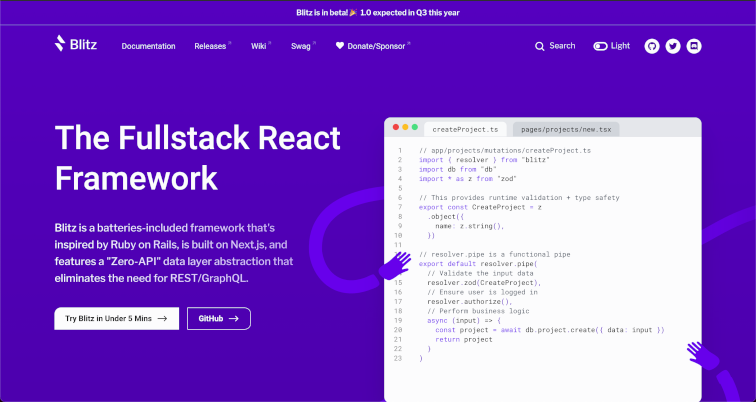 Blitz is in beta! 🎉 1.0 expected in Q3 this year
Blitz
Documentation
Releases
Wiki
Swag
Donate/Sponsor
Search
Light
The Fullstack React
Framework
Blitz is a batteries-included framework that's
inspired by Ruby on Rails, is built on Next.js, and
features a "Zero-API" data layer abstraction that
eliminates the need for REST/GraphQL.
Try Blitz in Under 5 Mins
GitHub
createProject.ts
pages/projects/new.tsx
1 // app/projects/mutations/createProject.ts
2 import { resolver } from "blitz"
3 import db from "db"
4 import * as z from "zod"
5
6 // This provides runtime validation + type safety
7 export const CreateProject = z
8 .object({
9 name: z.string(),
10 })
11
// resolver.pipe is a functional pipe
export default resolver.pipe(
// Validate the input data
15 resolver.zod(CreateProject),
16 // Ensure user is logged in
17 resolver.authorize(),
18 // Perform business logic
19 async (input) => {
20 const project = await db.project.create({ data: input })
21 return project
22 }
23 )